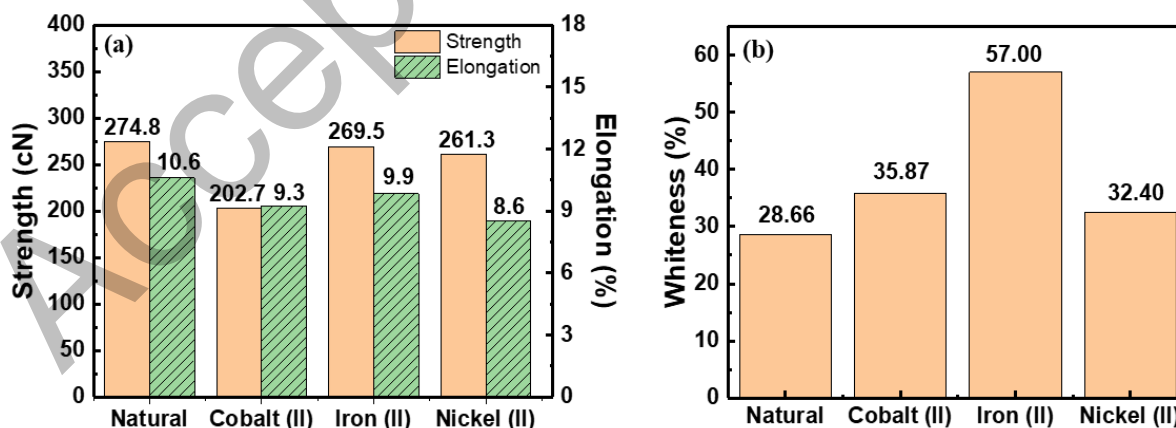 (a)
Strength
Elongation
400
350
300
250
200
150
100
50
0
Strength (cN)
18
15
12
9
6
3
0
Elongation (%)
274.8
10.6
202.7
9.3
269.5
9.9
261.3
8.6
Natural
Cobalt (II)
Iron (II)
Nickel (II)
(b)
60
50
40
30
20
10
0
Whiteness (%)
28.66
35.87
57.00
32.40
Natural
Cobalt (II)
Iron (II)
Nickel (II)
Accep